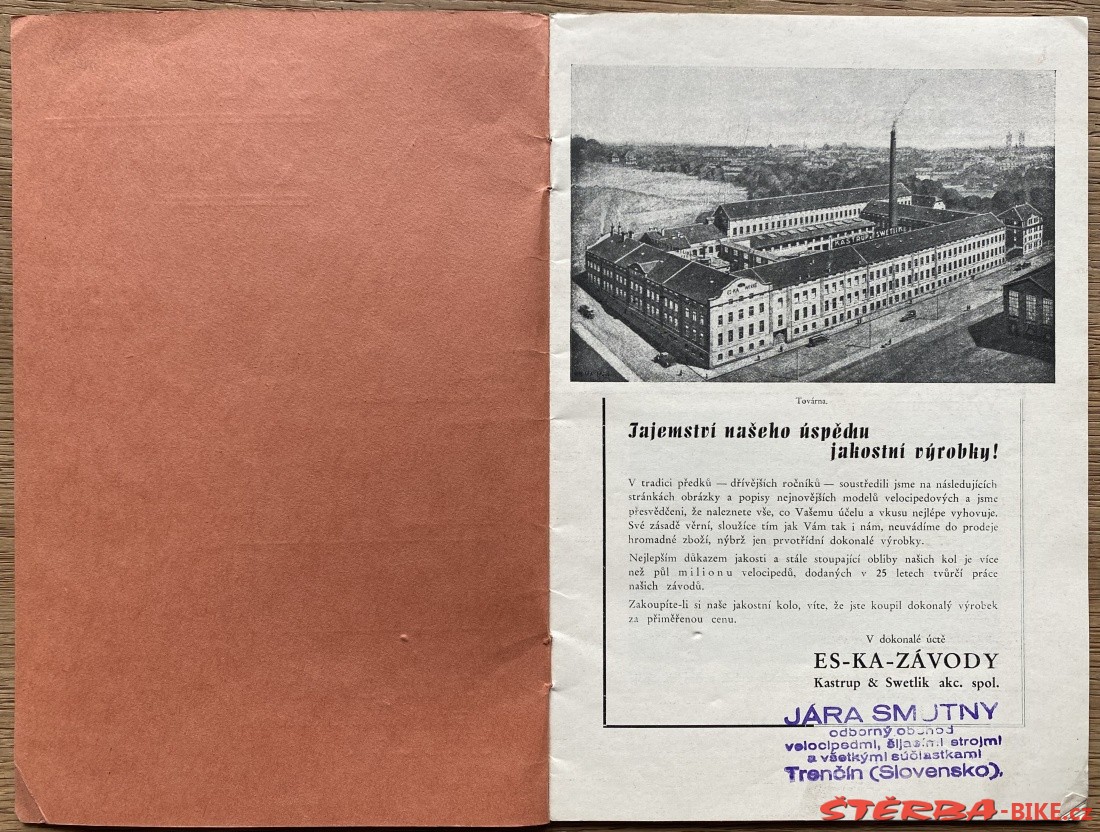 KASTRUP & SWETLIK
ES-KA
Továrna.
Tajemství našeho úspěchu
jakostní výrobky!
V tradici předků — dřívějších ročníků — soustředili jsme na následujících
stránkách obrázky a popisy nejnovějších modelů velocipedových a jsme
přesvědčeni, že naleznete vše, co Vašemu účelu a vkusu nejlépe vyhovuje.
Své zásadě věrní, sloužíce tím jak Vám tak i nám, neuvádíme do prodeje
hromadné zboží, nýbrž jen prvotřídní dokonalé výrobky.
Nejlepším důkazem jakosti a stále stoupající obliby našich kol je více
než půl milionu velocipedů, dodaných v 25 letech tvůrčí práce
našich závodů.
Zakoupíte-li si naše jakostní kolo, víte, že jste koupil dokonalý výrobek
za přiměřenou cenu.
V dokonalé úctě
ES-KA-ZÁVODY
Kastrup & Swetlik akc. spol.
JÁRA SMUTNY
odborný obchod
velocipedmi, šijacími strojmi
a všetkými súčiastkami
Trenčín (Slovensko).
ŠTĚRBA-BIKE.cz